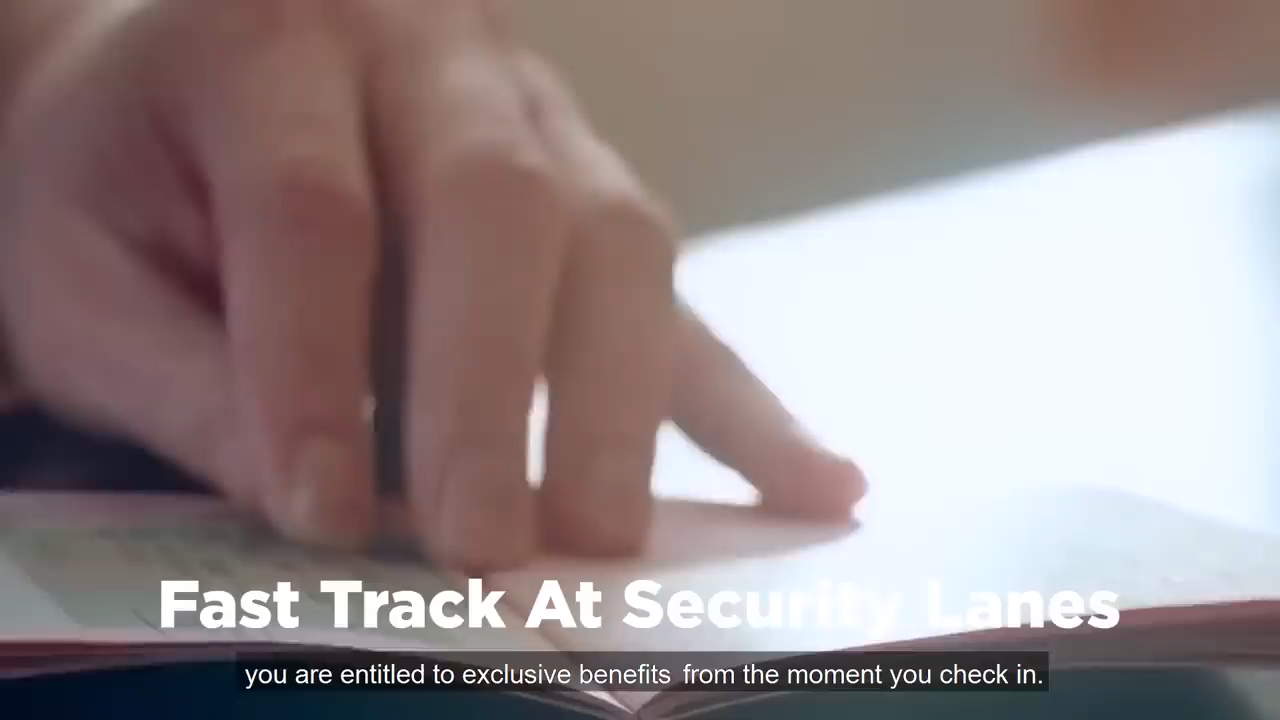 Fast Track At Security Lanes
you are entitled to exclusive benefits from the moment you check in.